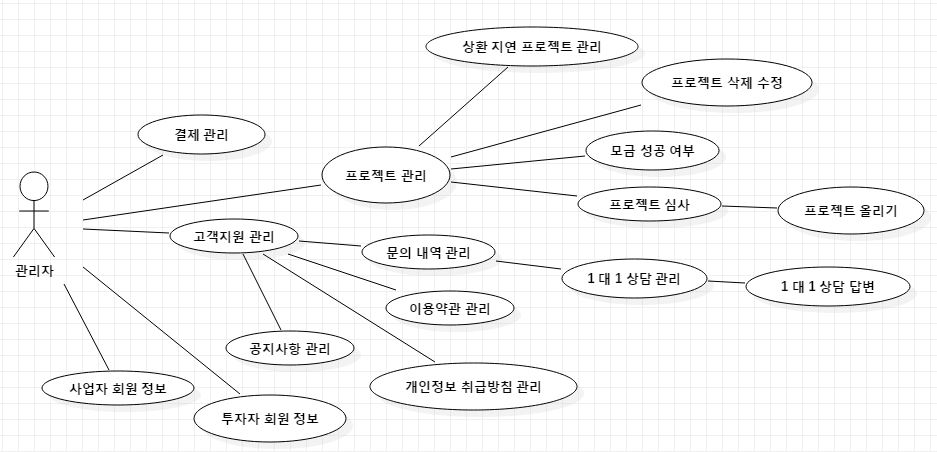 상환 지연 프로젝트 관리
프로젝트 삭제 수정
결제 관리
모금 성공 여부
프로젝트 관리
프로젝트 심사
프로젝트 올리기
고객지원 관리
문의 내역 관리
관리자
1 대 1 상담 관리
1 대 1 상담 답변
이용약관 관리
공지사항 관리
사업자 회원 정보
개인정보 취급방침 관리
투자자 회원 정보